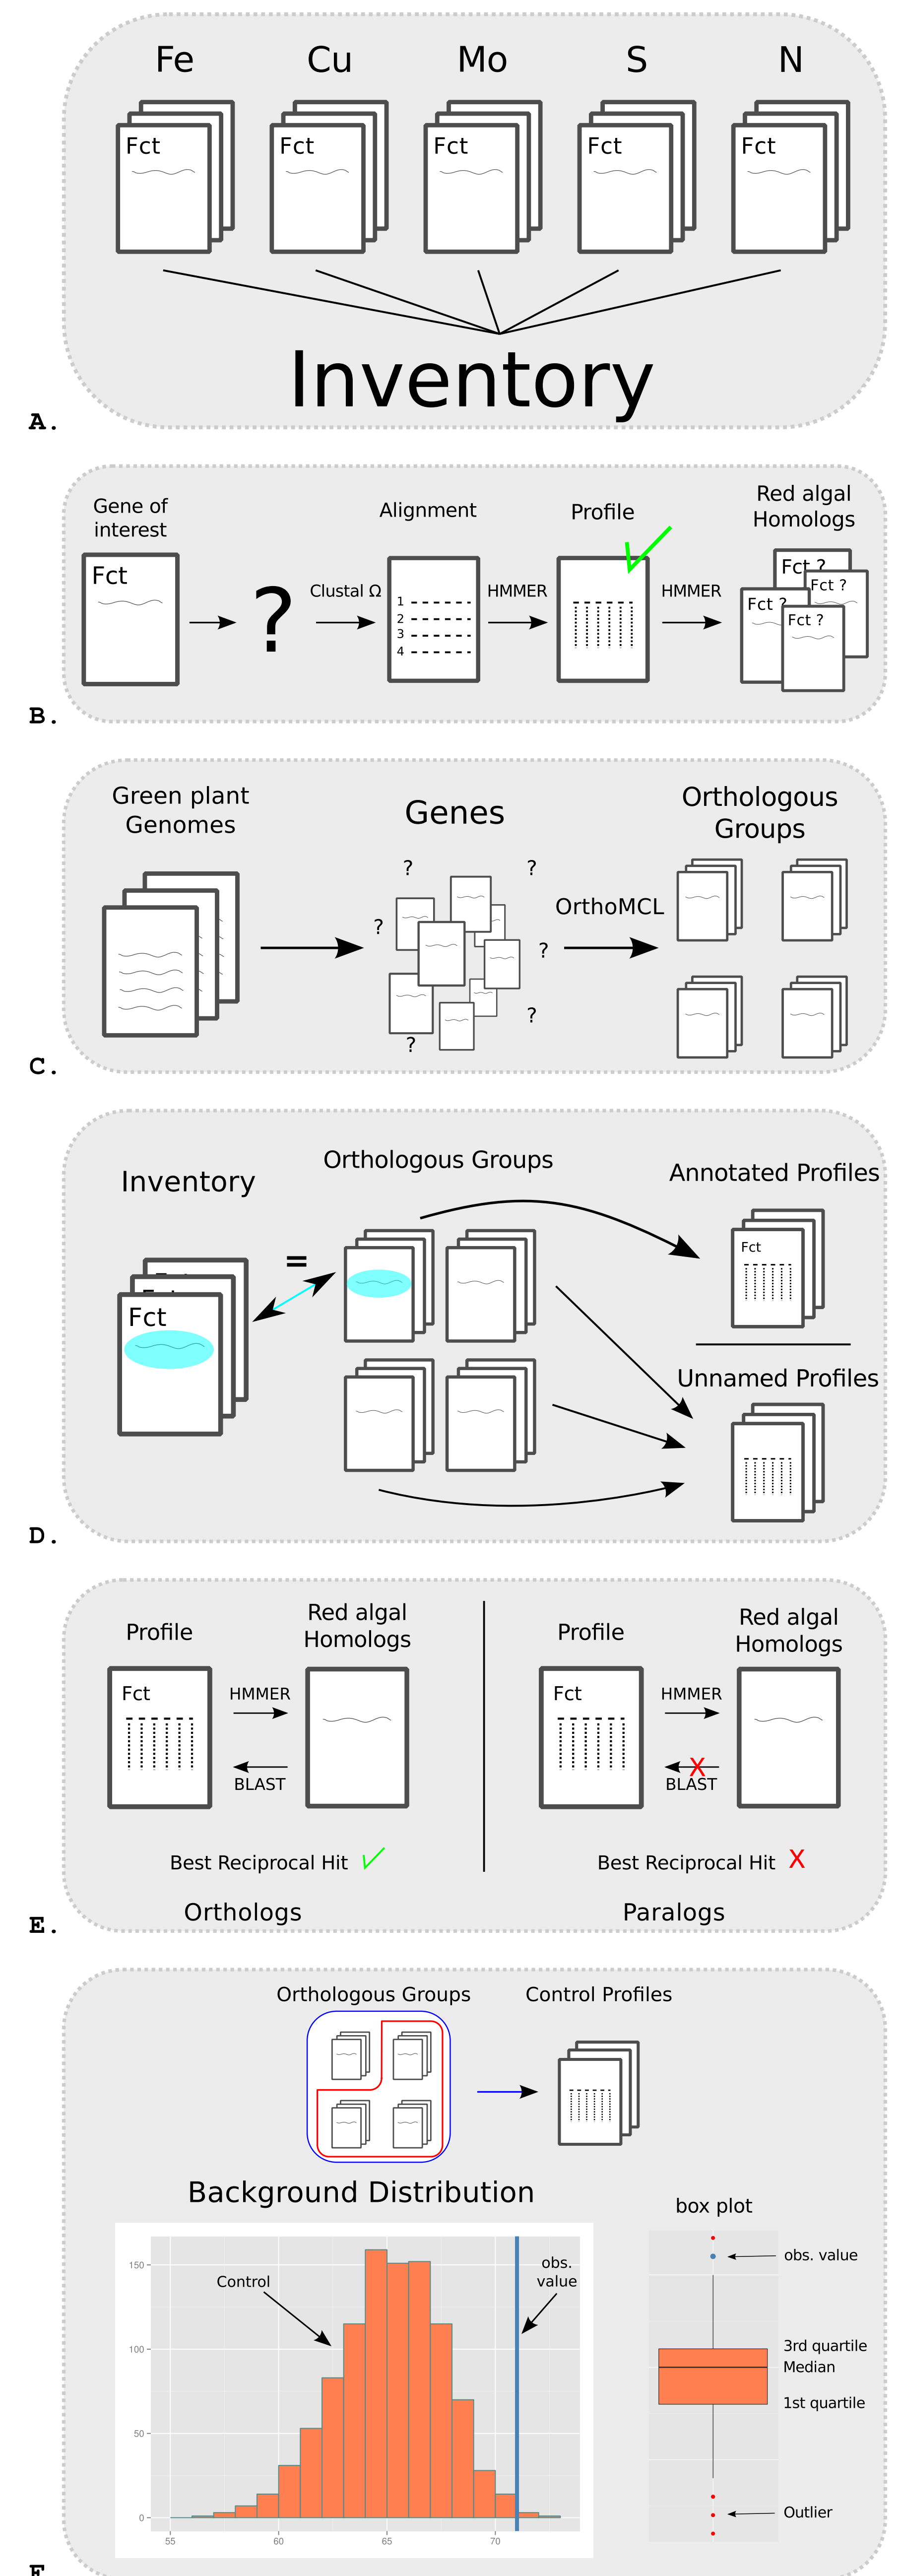 Fe Cu Mo S N
Fct Fct Fct Fct Fct
Inventory
A.
Gene of
interest
Alignment
Profile
Red algal
Homologs
Fct
?
Clustal Ω
HMMER
HMMER
1
2
3
4
Fct ?
Fct ?
Fct ?
Fct ?
B.
Green plant
Genomes
Genes
Orthologous
Groups
? ?
?
?
?
?
OrthoMCL
C.
Inventory
Orthologous Groups
Annotated Profiles
=
Fct
Fct
Unnamed Profiles
D.
Profile
Red algal
Homologs
Fct
HMMER
BLAST
Best Reciprocal Hit
Orthologs
Profile
Red algal
Homologs
Fct
HMMER
X
BLAST
Best Reciprocal Hit X
Paralogs
E.
Orthologous Groups
Control Profiles
Background Distribution
box plot
150
100
50
0
55 60 65 70
Control
obs.
value
obs. value
3rd quartile
Median
1st quartile
Outlier